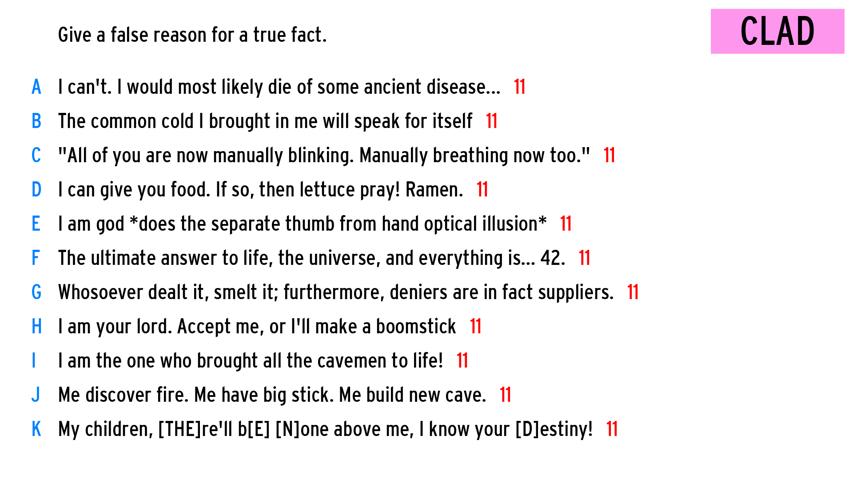 Give a false reason for a true fact.
CLAD
A I can't. I would most likely die of some ancient disease... 11
B The common cold I brought in me will speak for itself 11
C "All of you are now manually blinking. Manually breathing now too." 11
D I can give you food. If so, then lettuce pray! Ramen. 11
E I am god *does the separate thumb from hand optical illusion* 11
F The ultimate answer to life, the universe, and everything is... 42. 11
G Whosoever dealt it, smelt it; furthermore, deniers are in fact suppliers. 11
H I am your lord. Accept me, or I'll make a boomstick 11
I I am the one who brought all the cavemen to life! 11
J Me discover fire. Me have big stick. Me build new cave. 11
K My children, [THE]re'll b[E] [N]one above me, I know your [D]estiny! 11